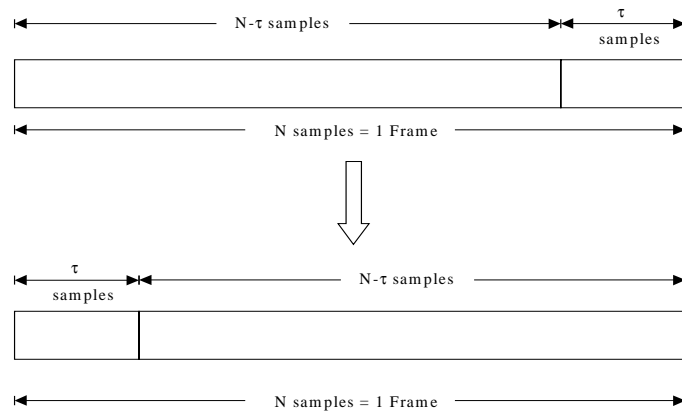 N-τ samples
τ
samples
N samples = 1 Frame
τ
samples
N-τ samples
N samples = 1 Frame